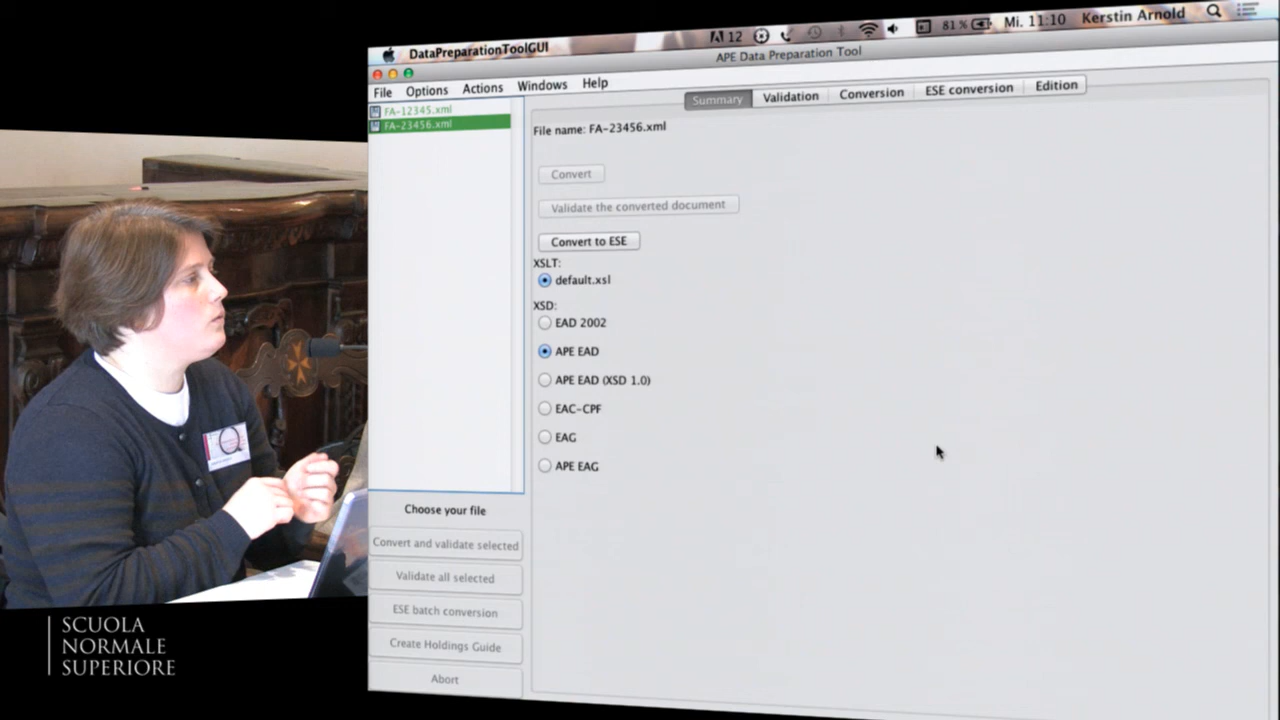 DataPreparationToolGUI
12
81%
Mi. 11:10
Kerstin Arnold
APE Data Preparation Tool
File
Options
Actions
Windows
Help
FA-12345.xml
FA-23456.xml
Summary
Validation
Conversion
ESE conversion
Edition
File name: FA-23456.xml
Convert
Validate the converted document
Convert to ESE
XSLT:
default.xsl
XSD:
EAD 2002
APE EAD
APE EAD (XSD 1.0)
EAC-CPF
EAG
APE EAG
Choose your file
Convert and validate selected
Validate all selected
ESE batch conversion
Create Holdings Guide
Abort
SCUOLA
NORMALE
SUPERIORE